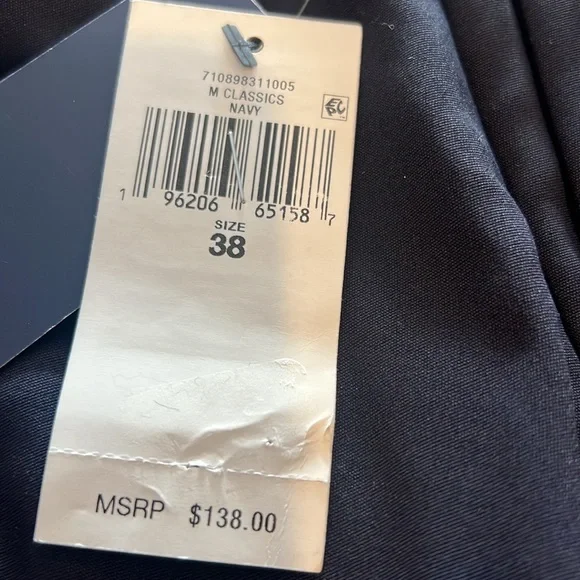 710898311005
M CLASSICS
NAVY
1 96206 65158 7
SIZE
38
MSRP $138.00